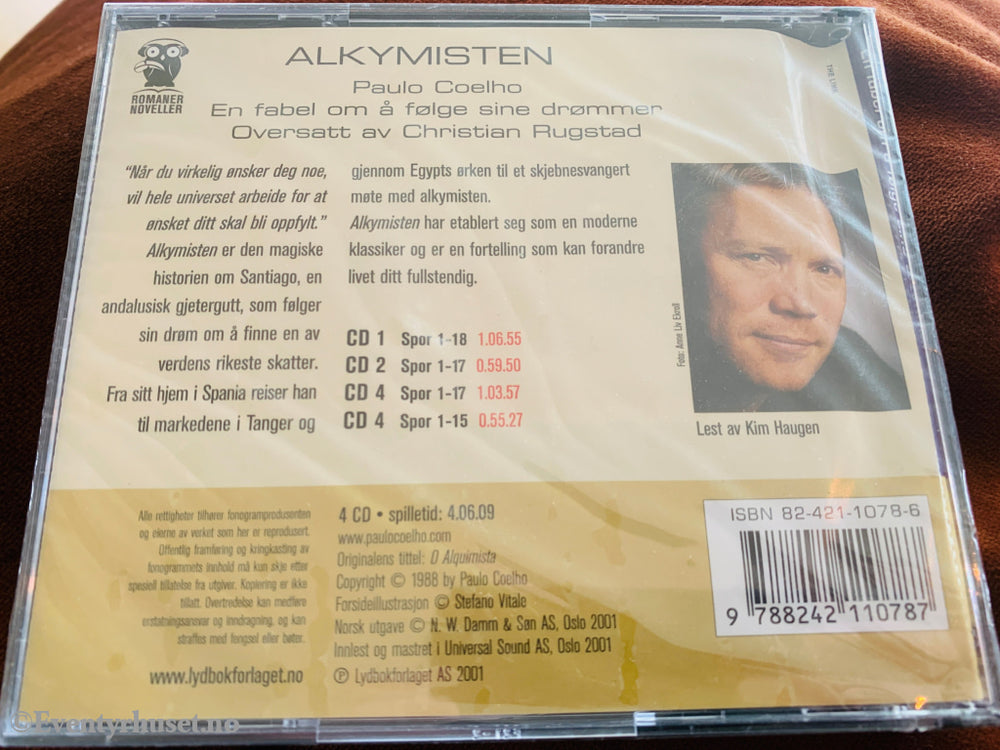 ROMANER
NOVELLER
ALKYMISTEN
Paulo Coelho
En fabel om å følge sine drømmer
Oversatt av Christian Rugstad
"Når du virkelig ønsker deg noe,
vil hele universet arbeide for at
ønsket ditt skal bli oppfylt."
Alkymisten er den magiske
historien om Santiago, en
andalusisk gjetergutt, som følger
sin drøm om å finne en av
verdens rikeste skatter.
Fra sitt hjem i Spania reiser han
til markedene i Tanger og
gjennom Egypts ørken til et skjebnesvangert
møte med alkymisten.
Alkymisten har etablert seg som en moderne
klassiker og er en fortelling som kan forandre
livet ditt fullstendig.
CD 1 Spor 1-18 1.06.55
CD 2 Spor 1-17 0.59.50
CD 4 Spor 1-17 1.03.57
CD 4 Spor 1-15 0.55.27
Foto: Anne Liv Ekroll
Lest av Kim Haugen
Alle rettigheter tilhører fonogramprodusenten
og eierne av verket som her er reprodusert.
Offentlig framføring og kringkasting av
fonogrammets innhold må kun skje etter
spesiell tillatelse fra utgiver. Kopiering er ikke
tillatt. Overtredelse kan medføre
erstatningsansvar og inndragning, og kan
straffes med fengsel eller bøter.
www.lydbokforlaget.no
4 CD • spilletid: 4.06.09
www.paulocoelho.com
Originalens tittel: O Alquimista
Copyright © 1988 by Paulo Coelho
Forsideillustrasjon © Stefano Vitale
Norsk utgave © N. W. Damm & Søn AS, Oslo 2001
Innlest og mastret i Universal Sound AS, Oslo 2001
℗ Lydbokforlaget AS 2001
ISBN 82-421-1078-6
9 788242 110787
©Eventyrhuset.no